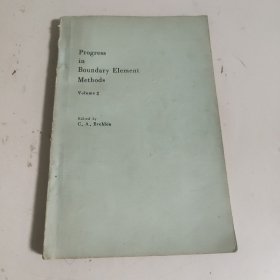 Progress
in
Boundary Element
Methods
Volume 2
Edited by
C. A. Brebbia